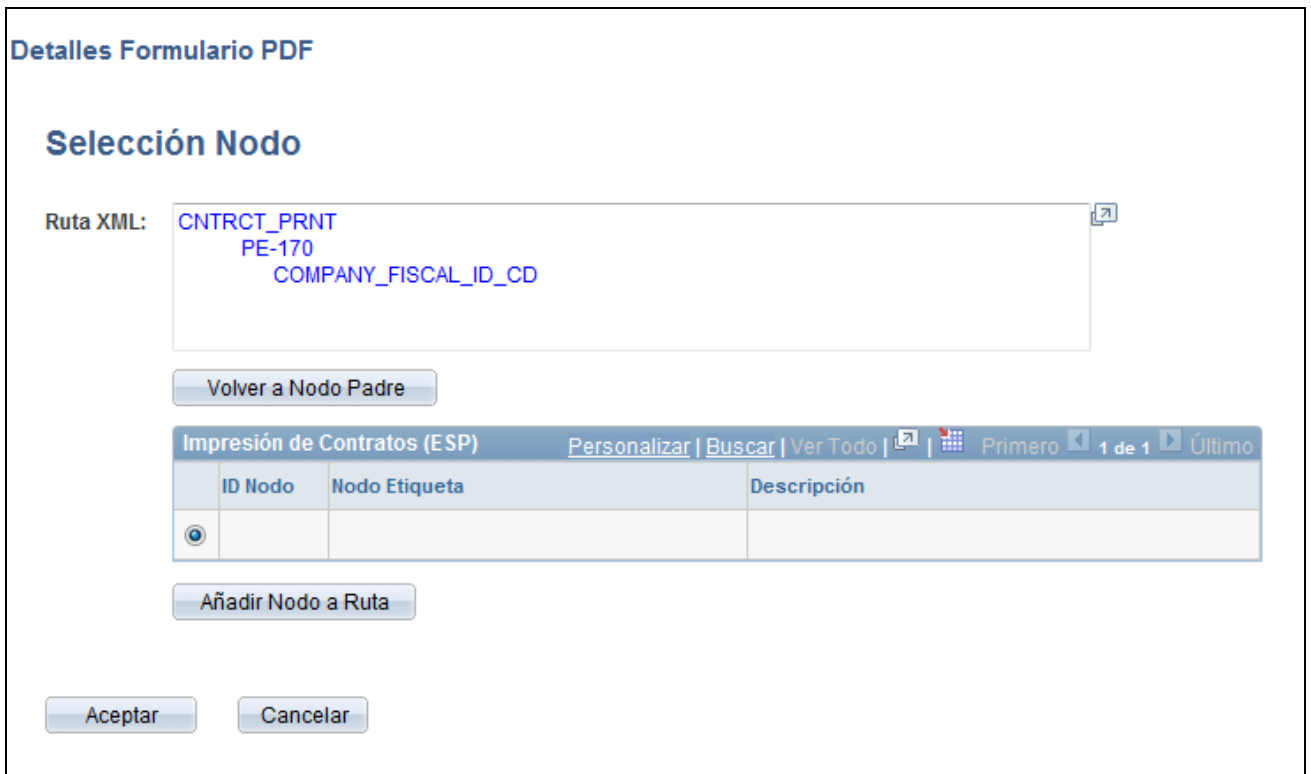 Detalles Formulario PDF
Selección Nodo
Ruta XML: CNTRCT_PRNT
PE-170
COMPANY_FISCAL_ID_CD
Volver a Nodo Padre
Impresión de Contratos (ESP) Personalizar | Buscar | Ver Todo | | Primero 1 de 1 Último
ID Nodo Nodo Etiqueta Descripción
Añadir Nodo a Ruta
Aceptar Cancelar